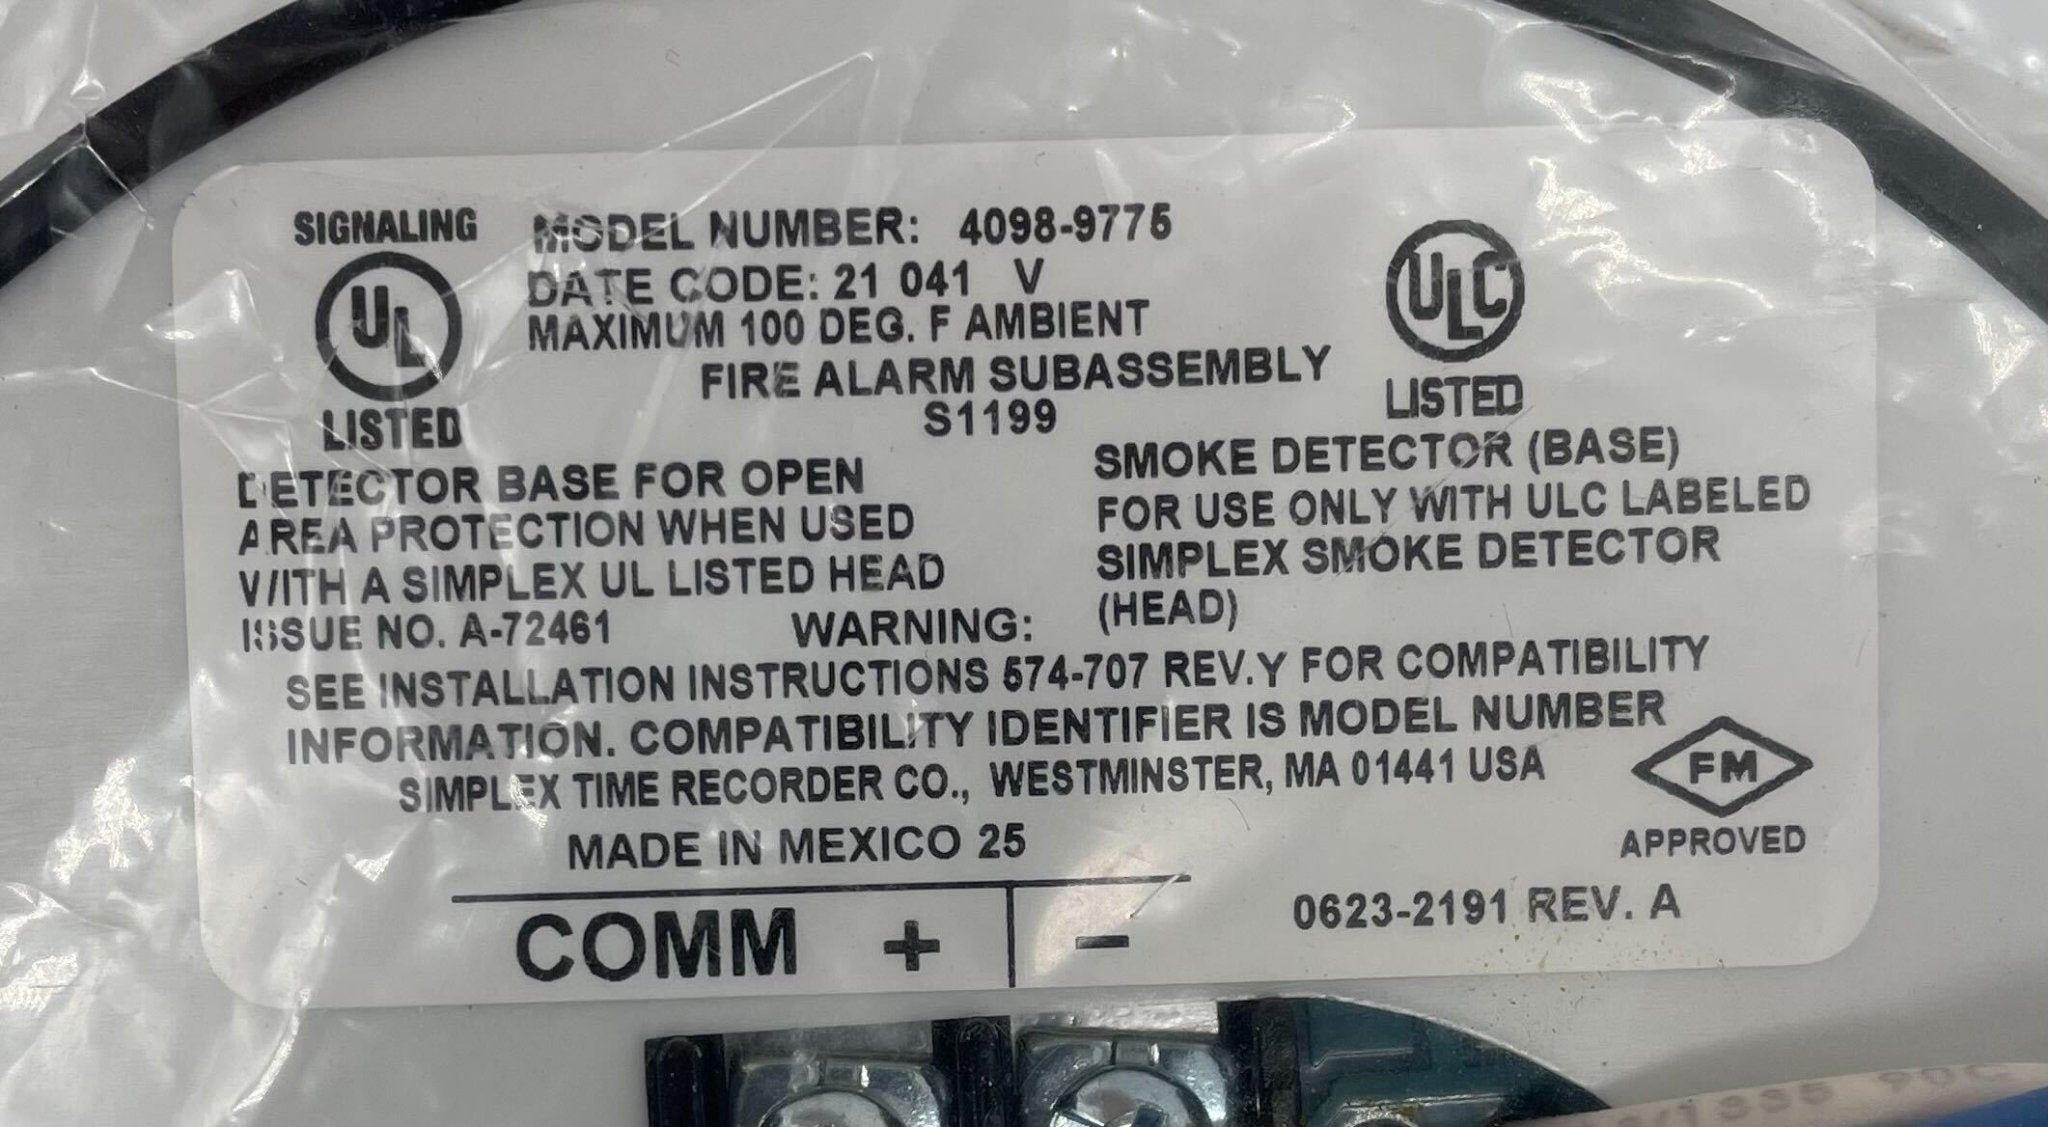 SIGNALING
UL
LISTED
MODEL NUMBER: 4098-9775
DATE CODE: 21 041 V
MAXIMUM 100 DEG. F AMBIENT
FIRE ALARM SUBASSEMBLY
S1199
ULC
LISTED
DETECTOR BASE FOR OPEN
AREA PROTECTION WHEN USED
WITH A SIMPLEX UL LISTED HEAD
ISSUE NO. A-72461
SMOKE DETECTOR (BASE)
FOR USE ONLY WITH ULC LABELED
SIMPLEX SMOKE DETECTOR
(HEAD)
WARNING:
SEE INSTALLATION INSTRUCTIONS 574-707 REV.Y FOR COMPATIBILITY
INFORMATION. COMPATIBILITY IDENTIFIER IS MODEL NUMBER
SIMPLEX TIME RECORDER CO., WESTMINSTER, MA 01441 USA
MADE IN MEXICO 25
FM
APPROVED
COMM + -
0623-2191 REV. A